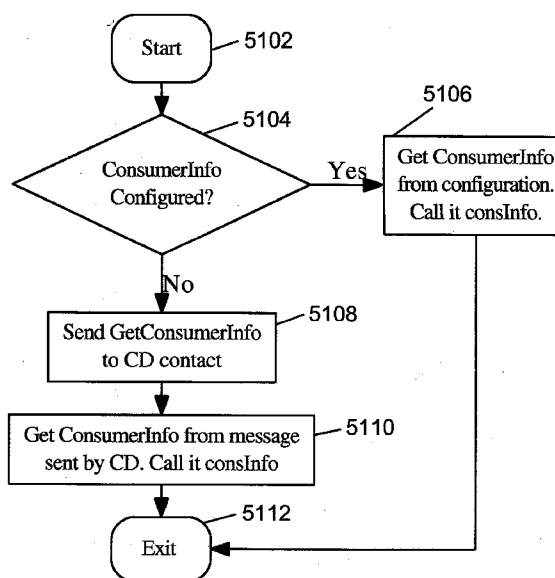 Start
5102
5104
ConsumerInfo
Configured?
Yes
5106
Get ConsumerInfo
from configuration.
Call it consInfo.
No
5108
Send GetConsumerInfo
to CD contact
5110
Get ConsumerInfo from message
sent by CD. Call it consInfo
5112
Exit